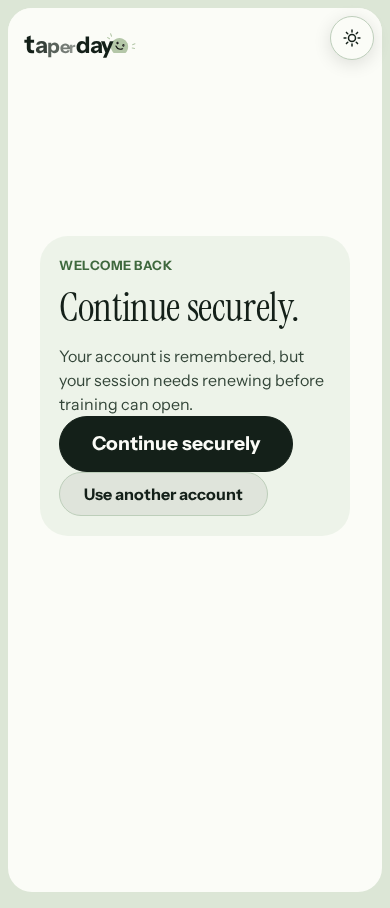 taperday
WELCOME BACK
Continue securely.
Your account is remembered, but
your session needs renewing before
training can open.
Continue securely
Use another account